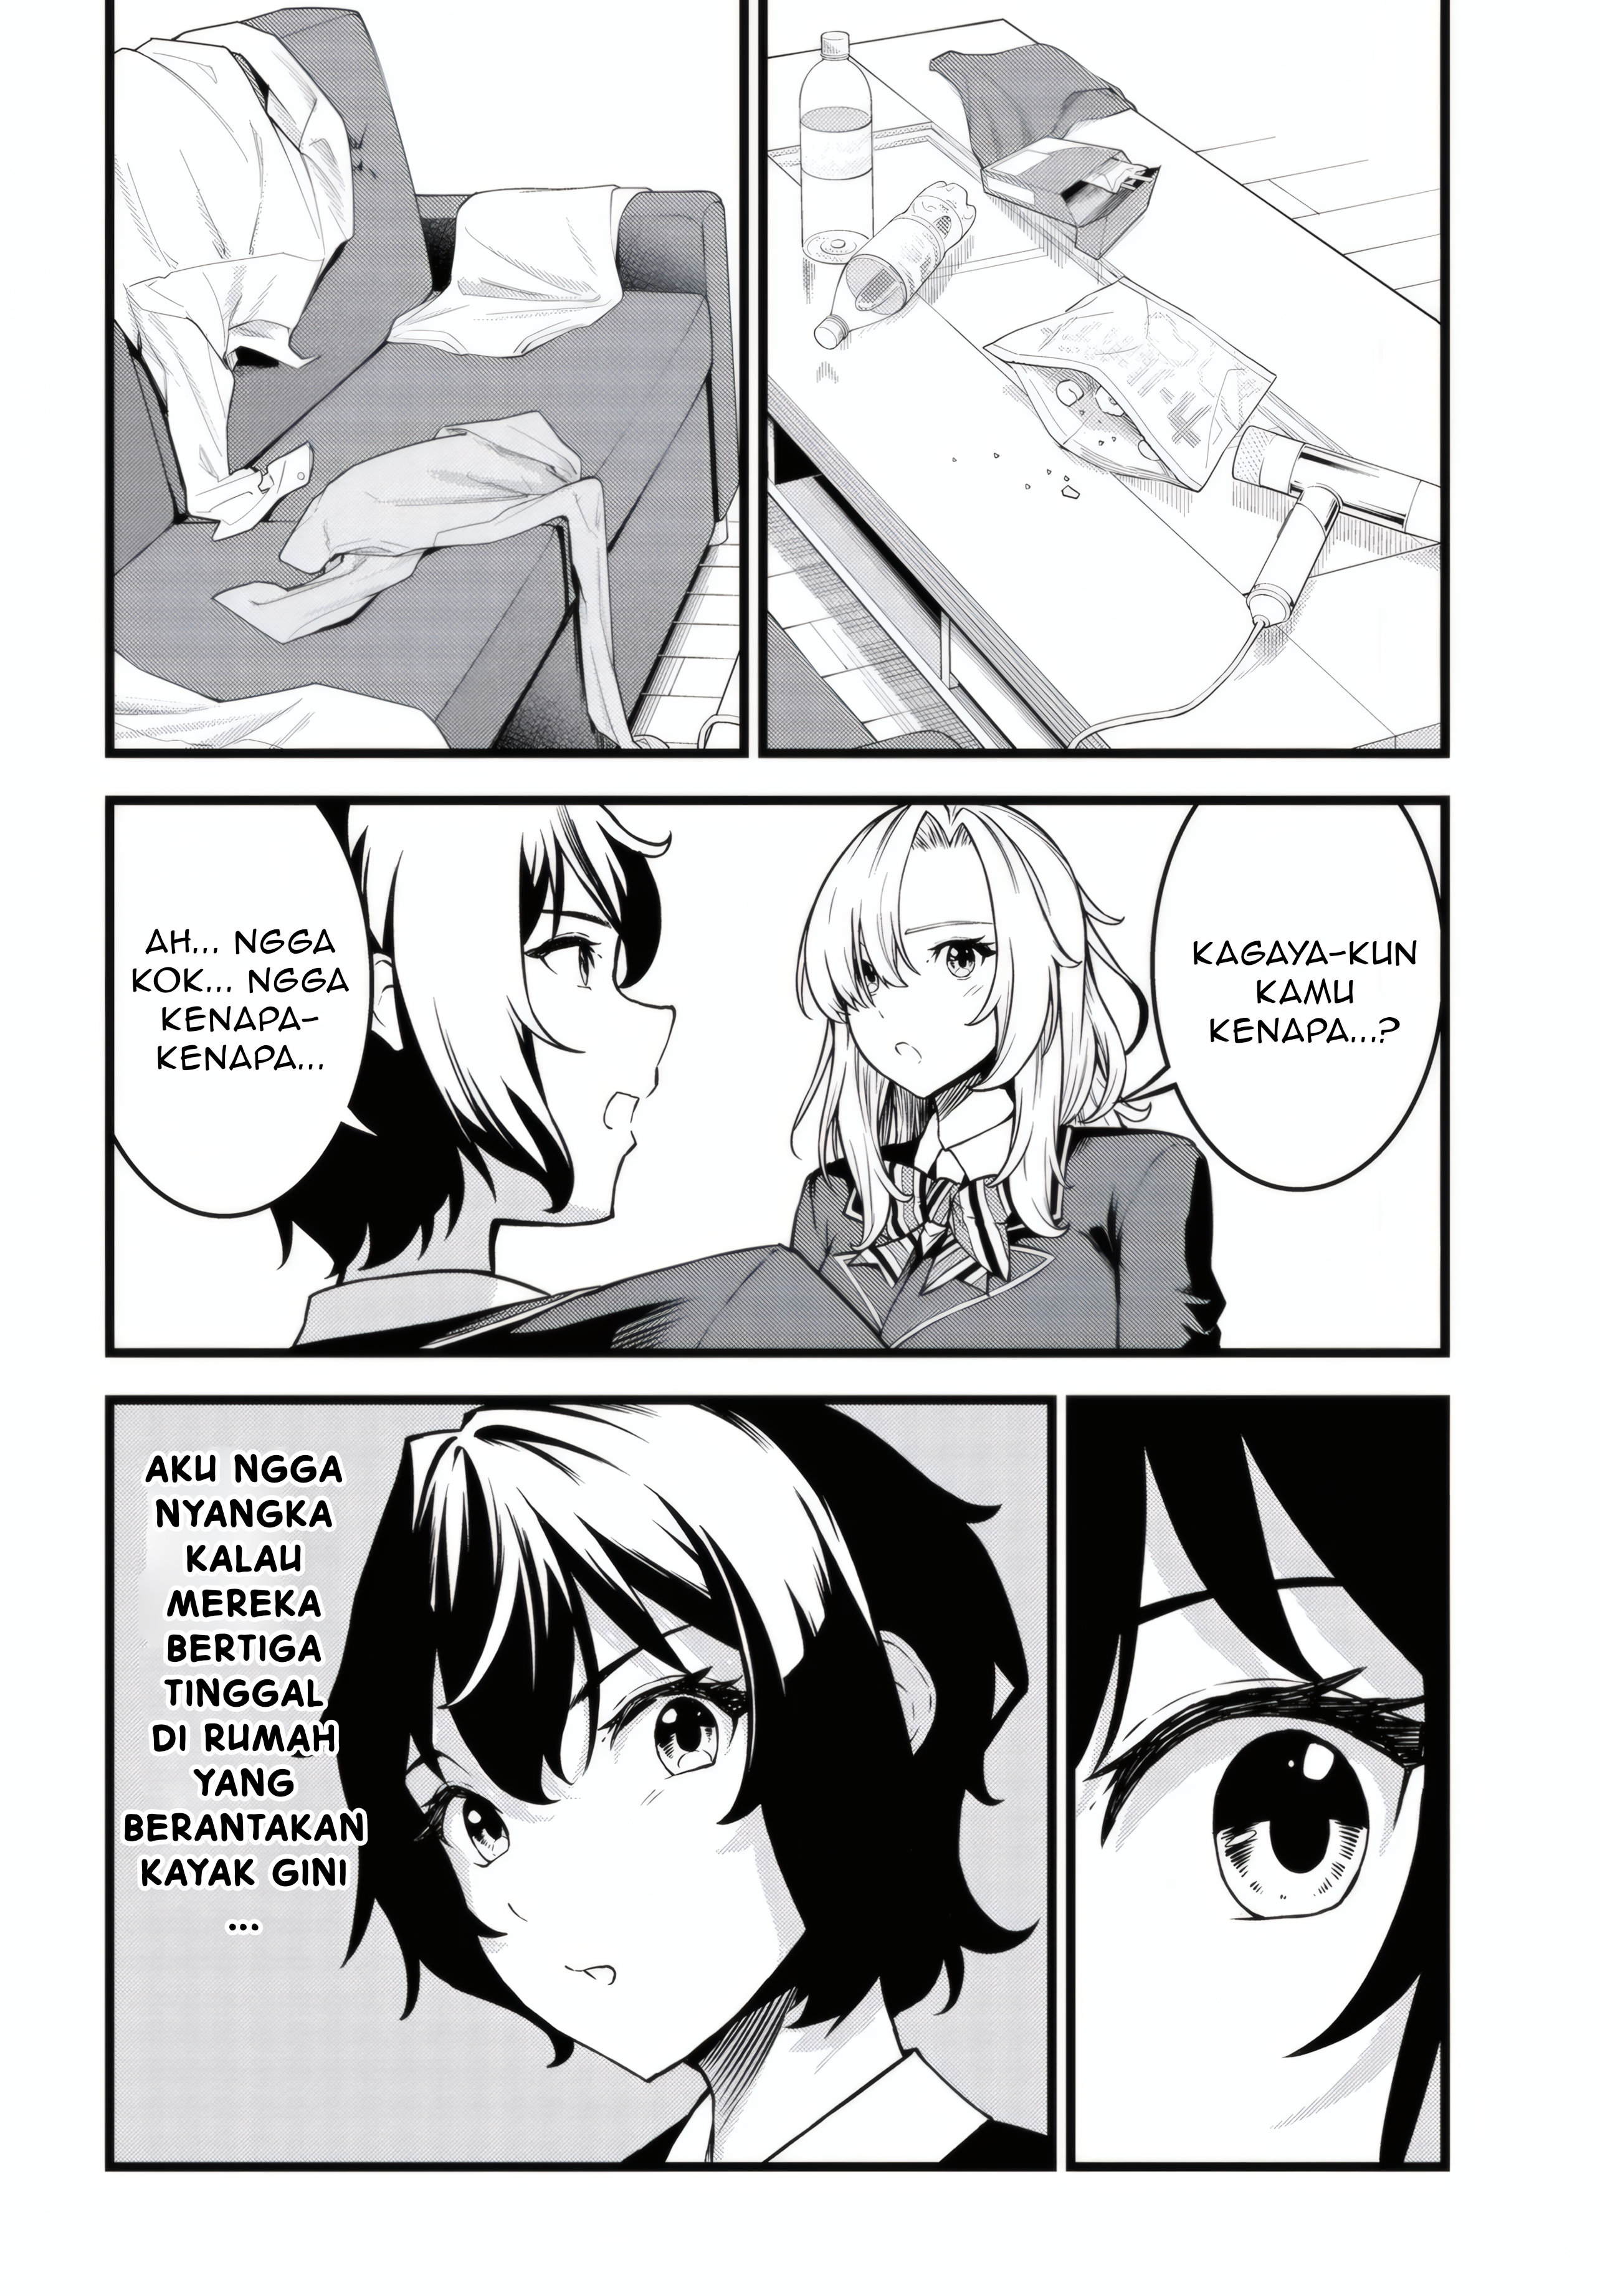 KAGAYA-KUN
KAMU
KENAPA...?
AH... NGGA
KOK... NGGA
KENAPA-
KENAPA...
AKU NGGA
NYANGKA
KALAU
MEREKA
BERTIGA
TINGGAL
DI RUMAH
YANG
BERANTAKAN
KAYAK GINI
...